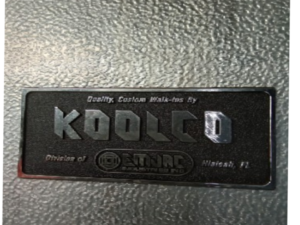 Quality, Custom Walk-Ins By
KOOLCO
Division of
Hialeah, FL